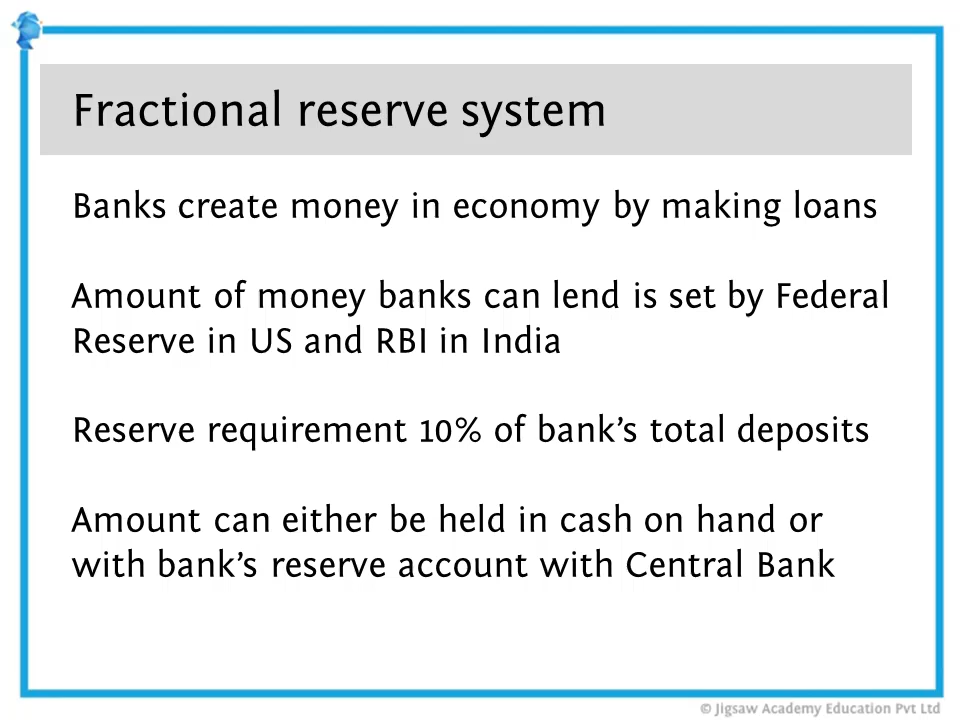 Fractional reserve system
Banks create money in economy by making loans
Amount of money banks can lend is set by Federal
Reserve in US and RBI in India
Reserve requirement 10% of bank’s total deposits
Amount can either be held in cash on hand or
with bank’s reserve account with Central Bank
© Jigsaw Academy Education Pvt Ltd